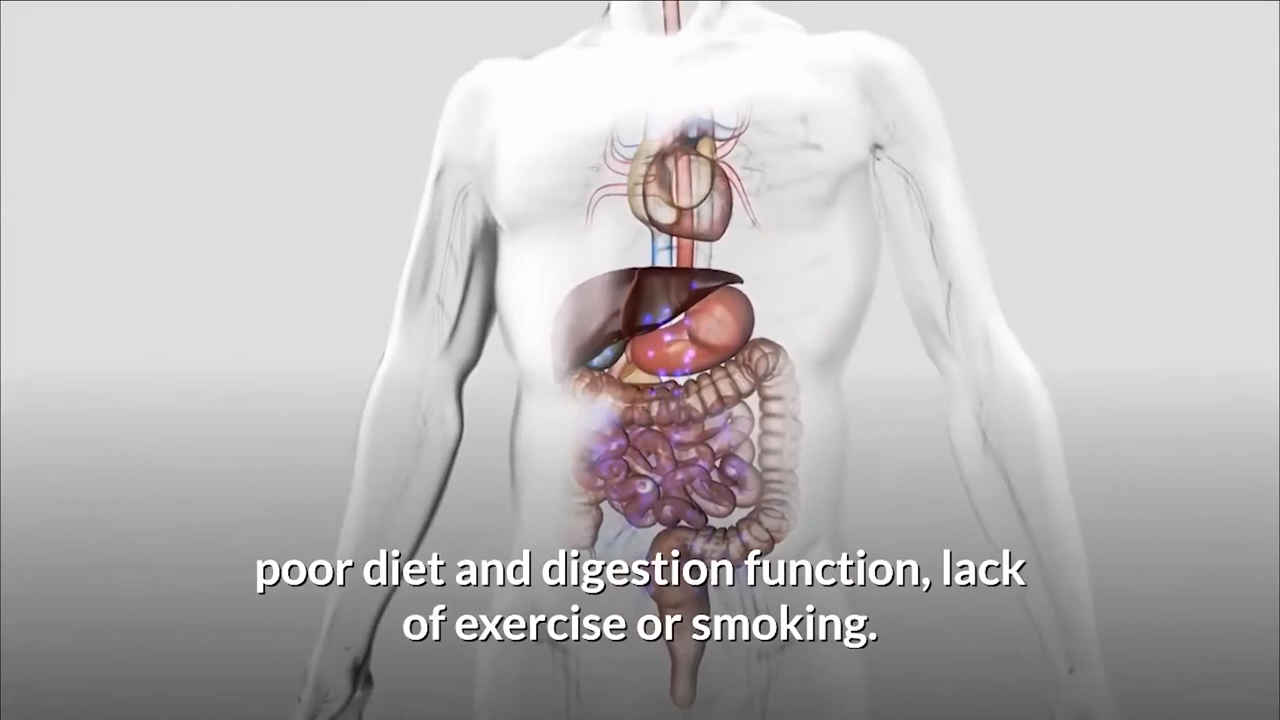 poor diet and digestion function, lack
of exercise or smoking.